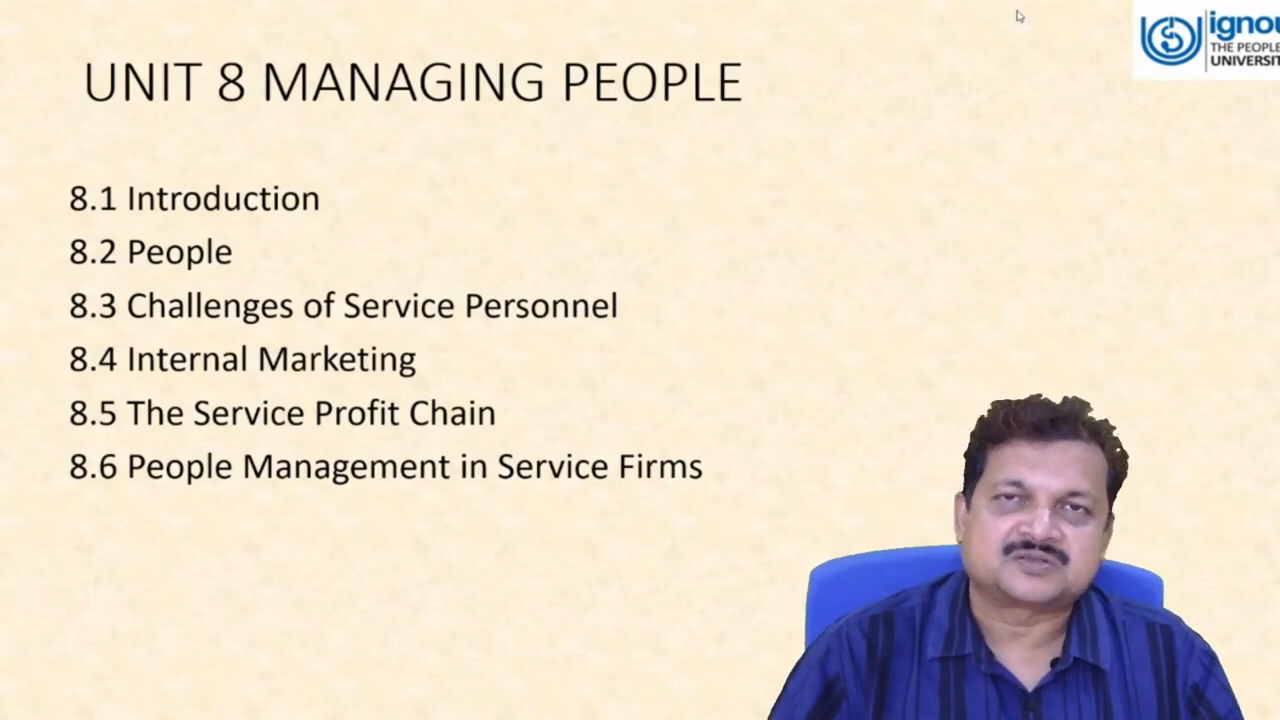 UNIT 8 MANAGING PEOPLE
ignou
THE PEOPLE
UNIVERSIT
8.1 Introduction
8.2 People
8.3 Challenges of Service Personnel
8.4 Internal Marketing
8.5 The Service Profit Chain
8.6 People Management in Service Firms